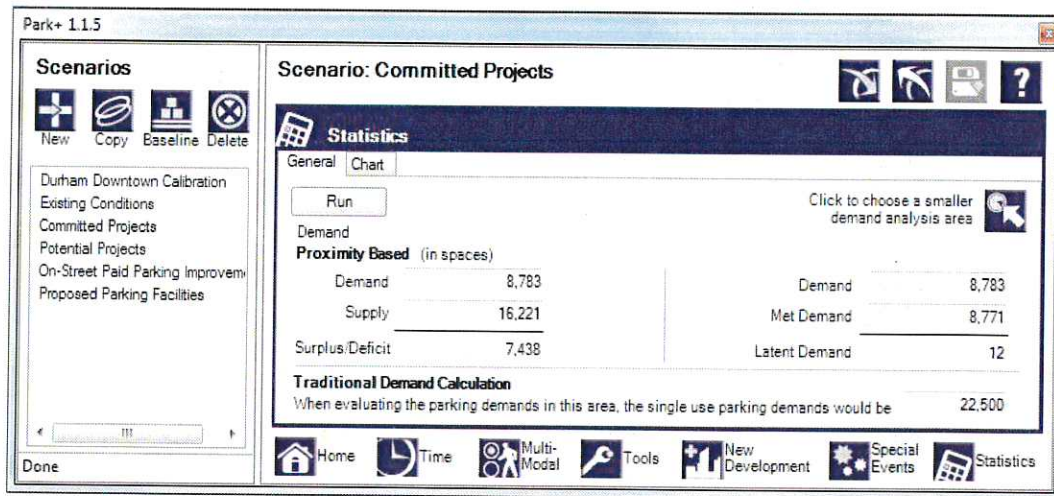 Park+ 1.1.5
Scenarios
New Copy Baseline Delete
Durham Downtown Calibration
Existing Conditions
Committed Projects
Potential Projects
On-Street Paid Parking Improvem
Proposed Parking Facilities
Done
Scenario: Committed Projects
?
Statistics
General Chart
Run
Click to choose a smaller
demand analysis area
Demand
Proximity Based (in spaces)
Demand 8,783
Supply 16,221
Surplus/Deficit 7,438
Demand 8,783
Met Demand 8,771
Latent Demand 12
Traditional Demand Calculation
When evaluating the parking demands in this area, the single use parking demands would be 22,500
Home Time Multi-Modal Tools New Development Special Events Statistics